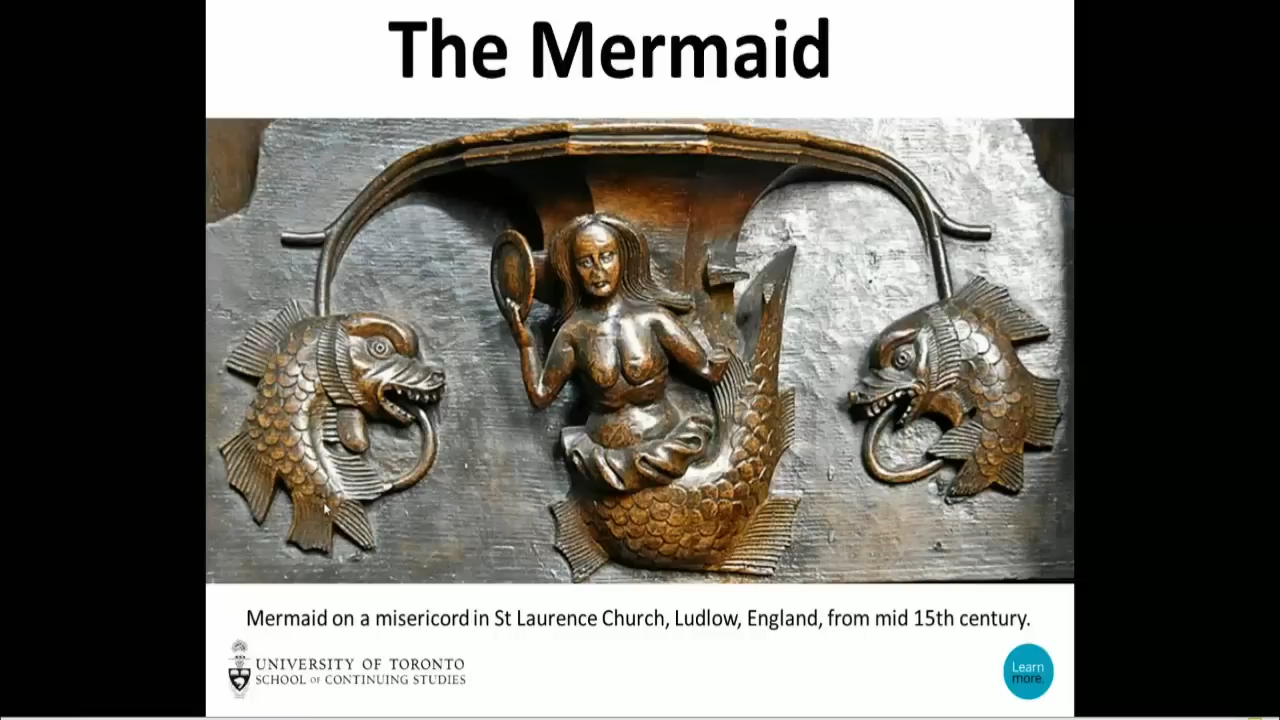 The Mermaid
Mermaid on a misericord in St Laurence Church, Ludlow, England, from mid 15th century.
UNIVERSITY OF TORONTO
SCHOOL OF CONTINUING STUDIES
Learn
more.